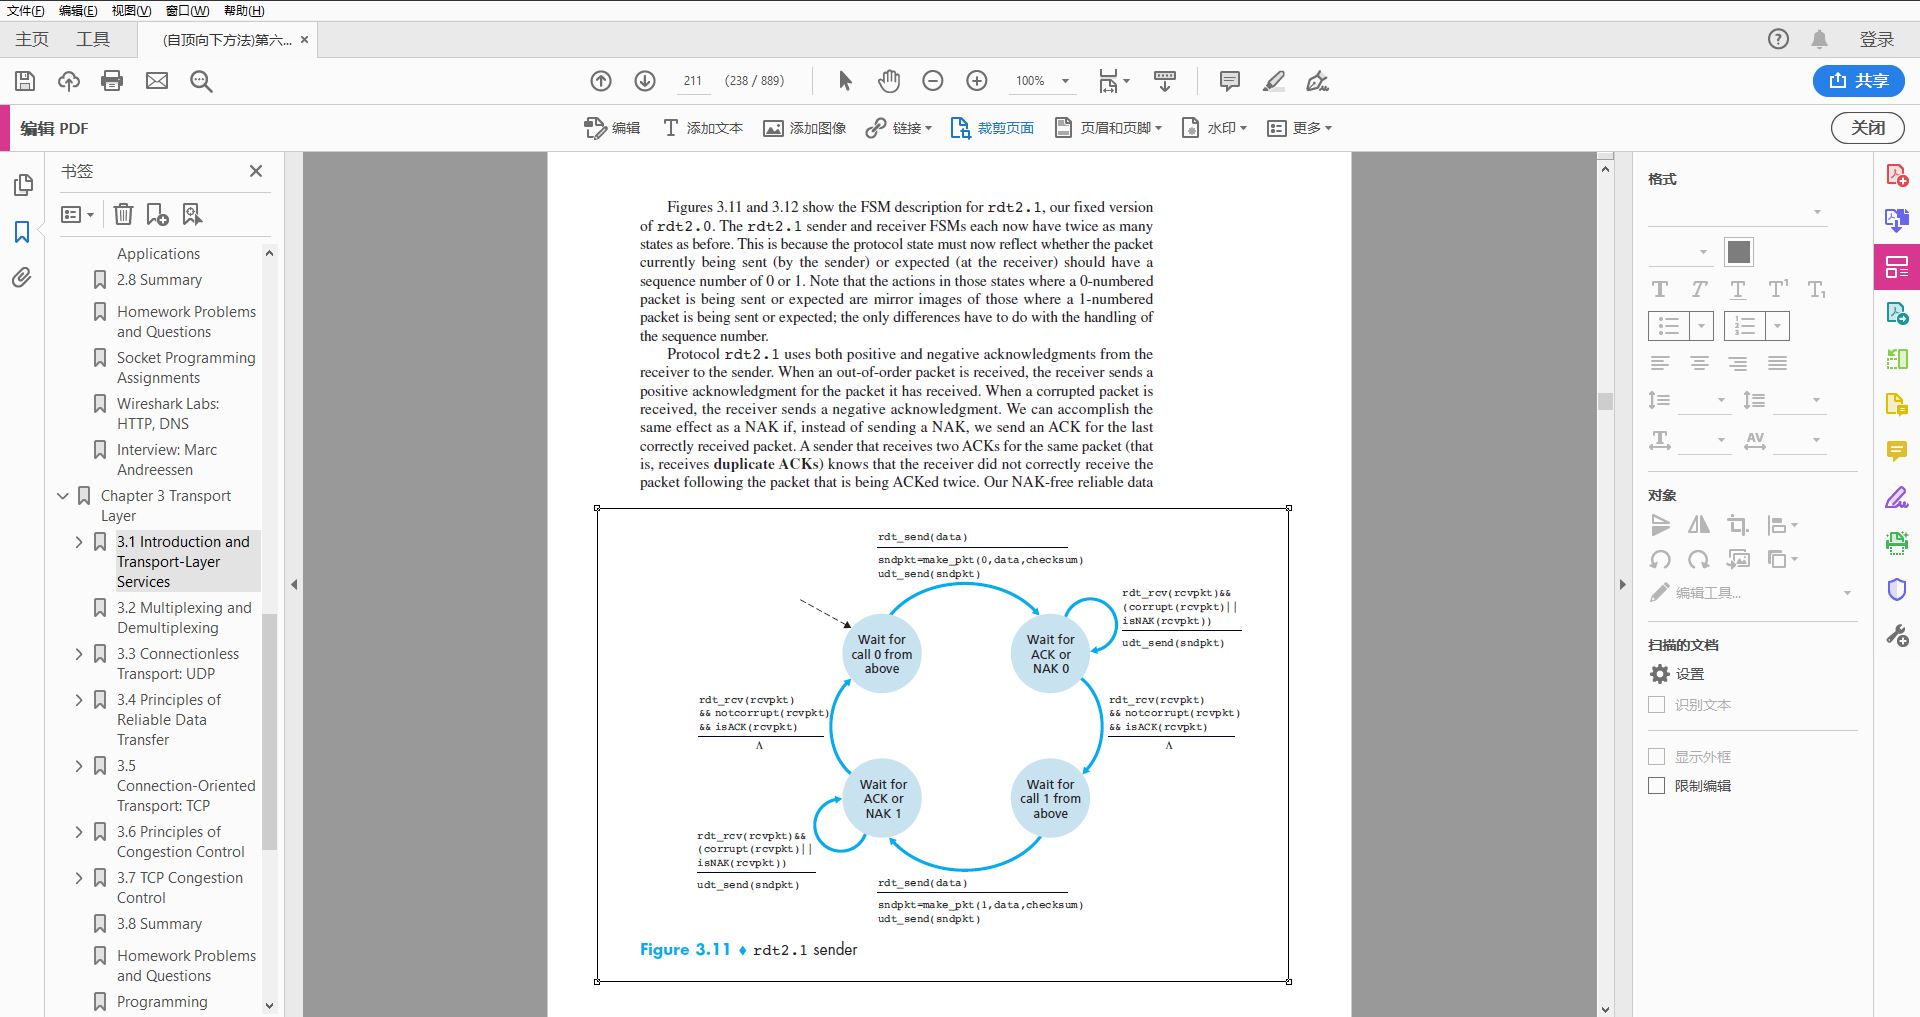 文件(F) 编辑(E) 视图(V) 窗口(W) 帮助(H)
主页 工具 (自顶向下方法)第六... × 登录
211 (238 / 889) 100% 共享
编辑 PDF 编辑 添加文本 添加图像 链接 裁剪页面 页眉和页脚 水印 更多 关闭
书签
Applications
2.8 Summary
Homework Problems
and Questions
Socket Programming
Assignments
Wireshark Labs:
HTTP, DNS
Interview: Marc
Andreessen
Chapter 3 Transport
Layer
3.1 Introduction and
Transport-Layer
Services
3.2 Multiplexing and
Demultiplexing
3.3 Connectionless
Transport: UDP
3.4 Principles of
Reliable Data
Transfer
3.5
Connection-Oriented
Transport: TCP
3.6 Principles of
Congestion Control
3.7 TCP Congestion
Control
3.8 Summary
Homework Problems
and Questions
Programming
Figures 3.11 and 3.12 show the FSM description for rdt2.1, our fixed version
of rdt2.0. The rdt2.1 sender and receiver FSMs each now have twice as many
states as before. This is because the protocol state must now reflect whether the packet
currently being sent (by the sender) or expected (at the receiver) should have a
sequence number of 0 or 1. Note that the actions in those states where a 0-numbered
packet is being sent or expected are mirror images of those where a 1-numbered
packet is being sent or expected; the only differences have to do with the handling of
the sequence number.
Protocol rdt2.1 uses both positive and negative acknowledgments from the
receiver to the sender. When an out-of-order packet is received, the receiver sends a
positive acknowledgment for the packet it has received. When a corrupted packet is
received, the receiver sends a negative acknowledgment. We can accomplish the
same effect as a NAK if, instead of sending a NAK, we send an ACK for the last
correctly received packet. A sender that receives two ACKs for the same packet (that
is, receives duplicate ACKs) knows that the receiver did not correctly receive the
packet following the packet that is being ACKed twice. Our NAK-free reliable data
rdt_send(data)
sndpkt=make_pkt(0,data,checksum)
udt_send(sndpkt)
rdt_rcv(rcvpkt)&&
(corrupt(rcvpkt)||
isNAK(rcvpkt))
udt_send(sndpkt)
Wait for
call 0 from
above
Wait for
ACK or
NAK 0
rdt_rcv(rcvpkt)
&& notcorrupt(rcvpkt)
&& isACK(rcvpkt)
Λ
rdt_rcv(rcvpkt)
&& notcorrupt(rcvpkt)
&& isACK(rcvpkt)
Λ
Wait for
ACK or
NAK 1
Wait for
call 1 from
above
rdt_rcv(rcvpkt)&&
(corrupt(rcvpkt)||
isNAK(rcvpkt))
udt_send(sndpkt)
rdt_send(data)
sndpkt=make_pkt(1,data,checksum)
udt_send(sndpkt)
Figure 3.11 ♦ rdt2.1 sender
格式
T T T T¹ T₁
AV
对象
编辑工具...
扫描的文档
设置
识别文本
显示外框
限制编辑